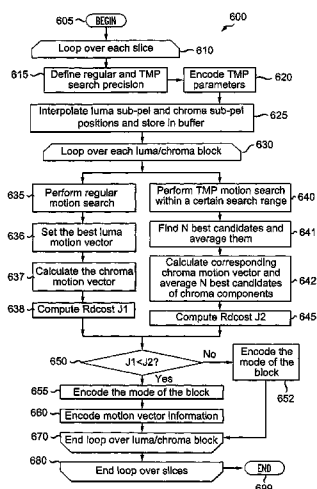 600
605
BEGIN
Loop over each slice
610
615
Define regular and TMP
search precision
Encode TMP
parameters
620
Interpolate luma sub-pel and chroma sub-pel
positions and store in buffer
625
Loop over each luma/chroma block
630
635
Perform regular
motion search
636
Set the best luma
motion vector
637
Calculate the chroma
motion vector
638
Compute Rdcost J1
Perform TMP motion search
within a certain search range
640
Find N best candidates and
average them
641
Calculate corresponding
chroma motion vector and
average N best candidates
of chroma components
642
Compute Rdcost J2
645
650
J1<J2?
No
Yes
Encode the
mode of the
block
652
655
Encode the mode of the block
660
Encode motion vector information
670
End loop over luma/chroma block
680
End loop over slices
END
699